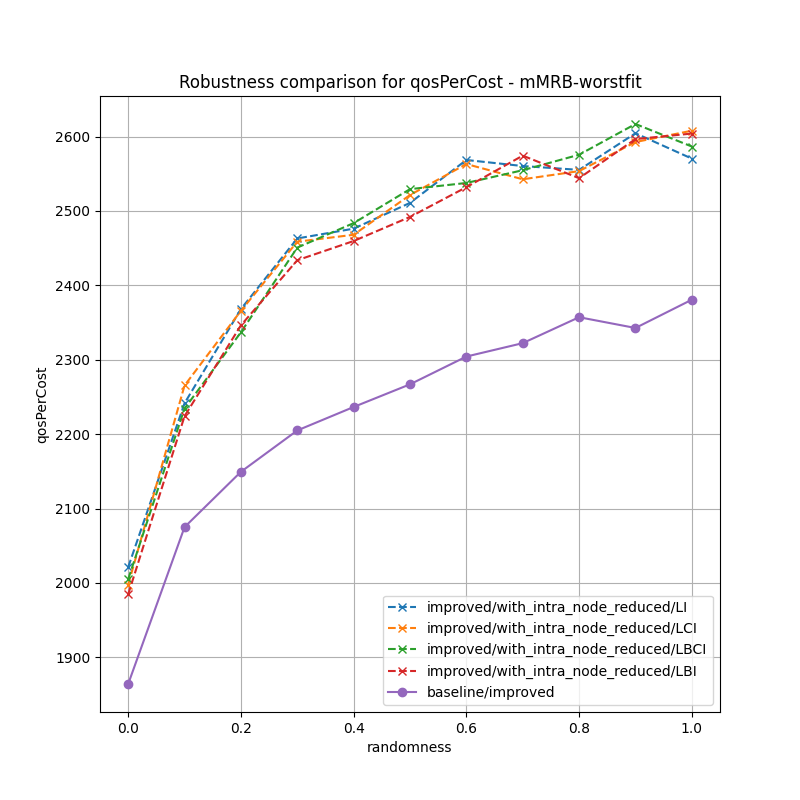 Robustness comparison for qosPerCost - mMRB-worstfit
qosPerCost
2600
2500
2400
2300
2200
2100
2000
1900
0.0 0.2 0.4 0.6 0.8 1.0
randomness
improved/with_intra_node_reduced/LI
improved/with_intra_node_reduced/LCI
improved/with_intra_node_reduced/LBCI
improved/with_intra_node_reduced/LBI
baseline/improved